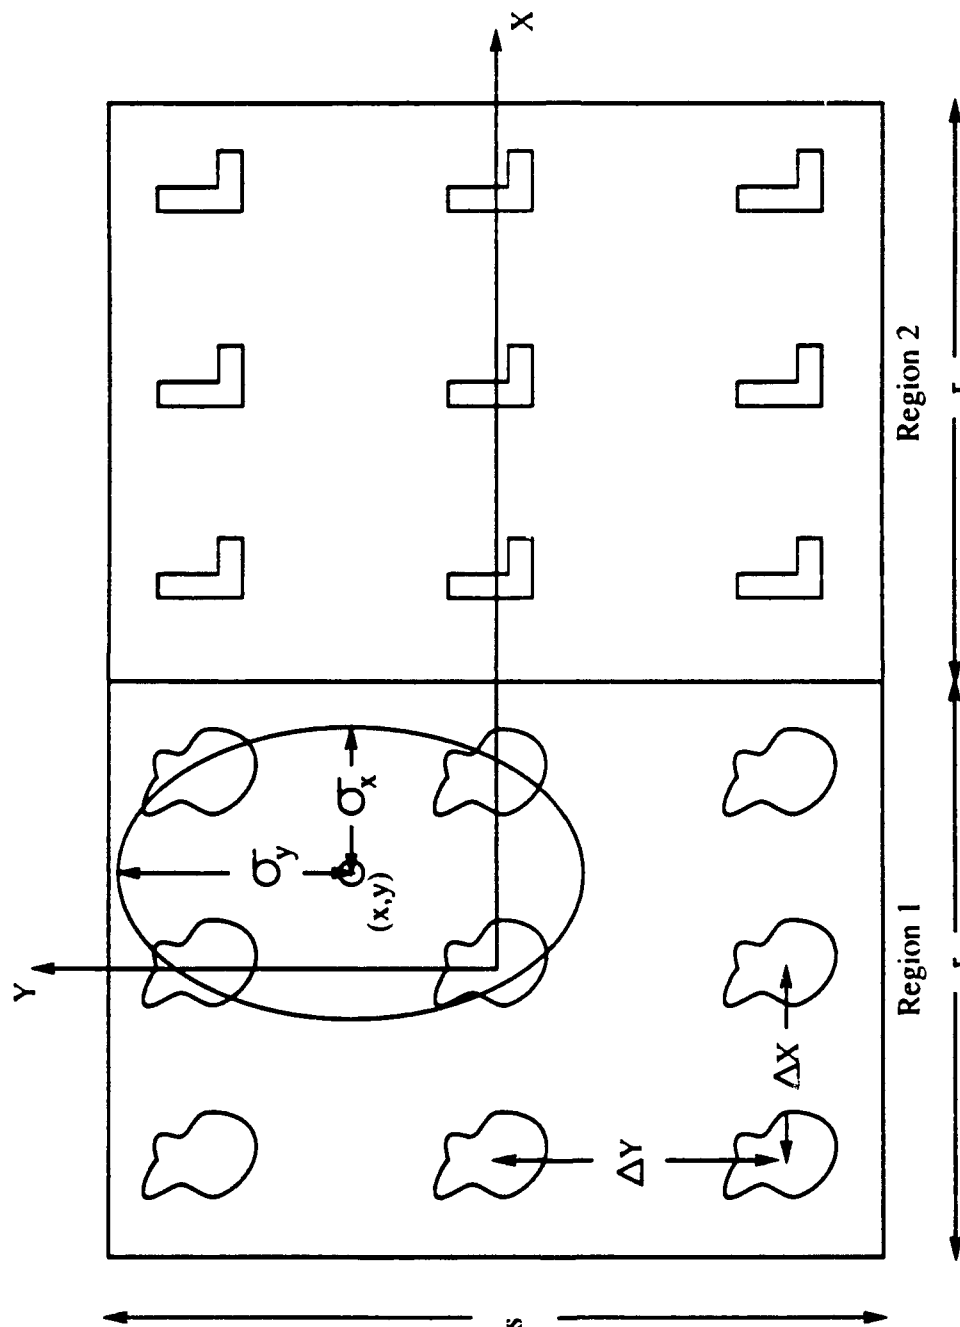 Y
X
σy
σx
(x,y)
ΔY
ΔX
Region 1
Region 2
r
r
s